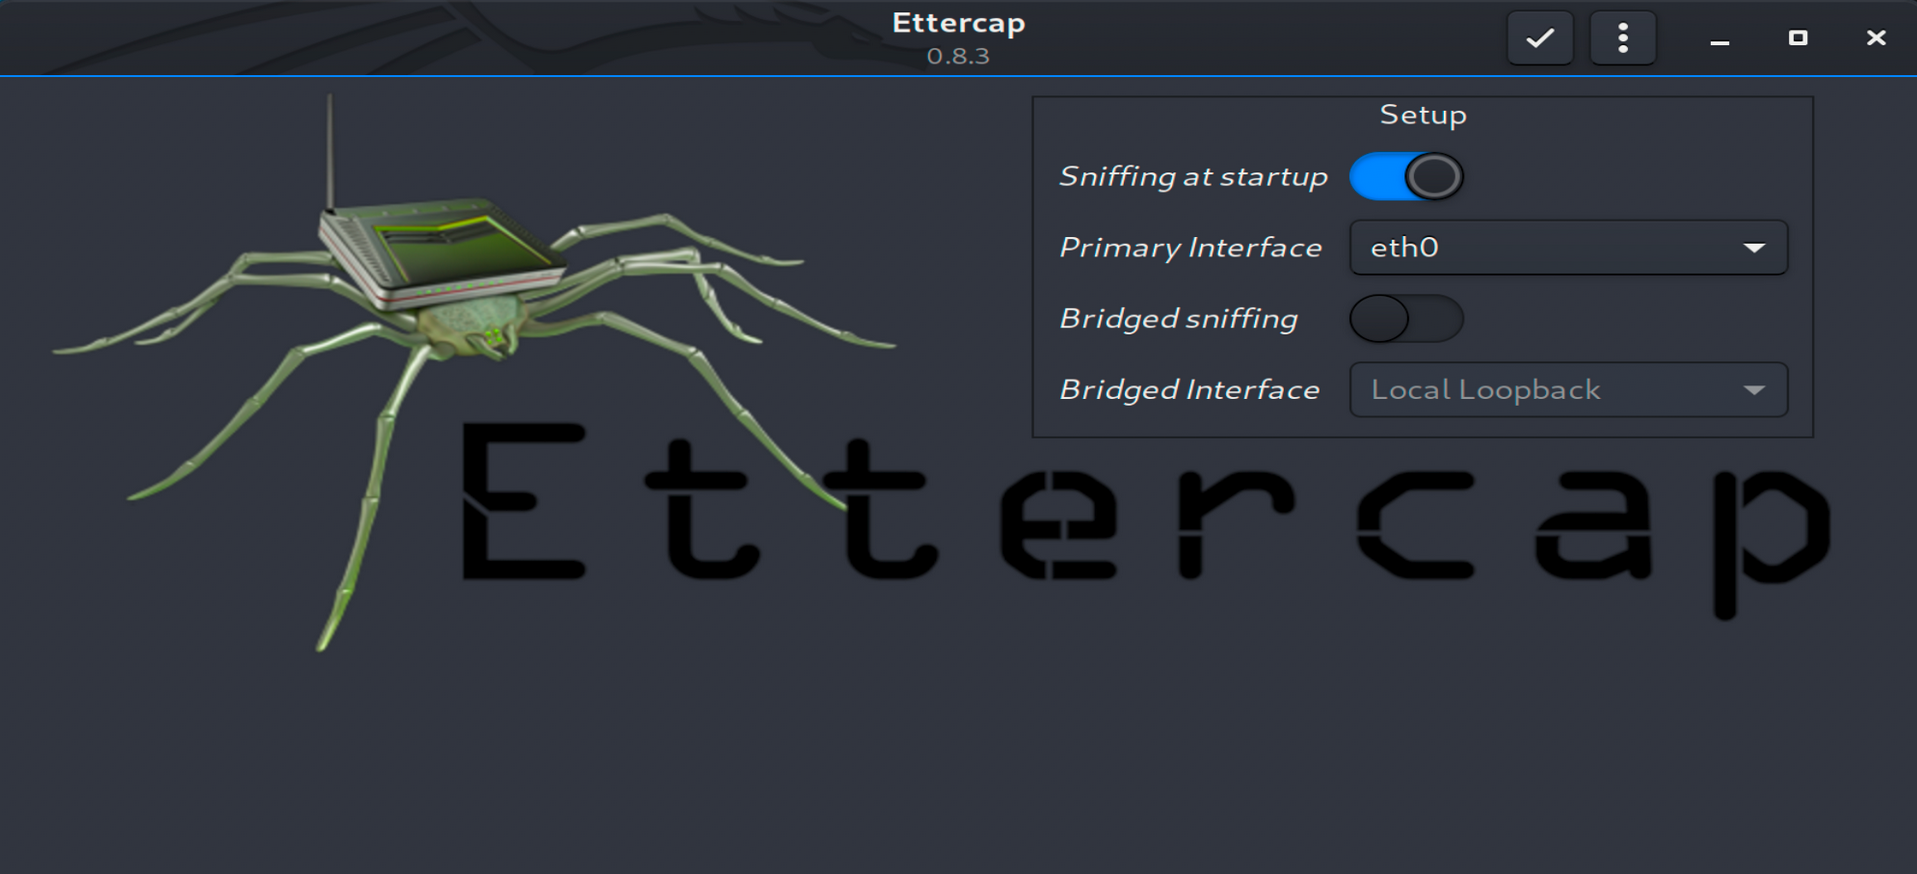 Ettercap
0.8.3
Setup
Sniffing at startup
Primary Interface eth0
Bridged sniffing
Bridged Interface Local Loopback
Ettercap